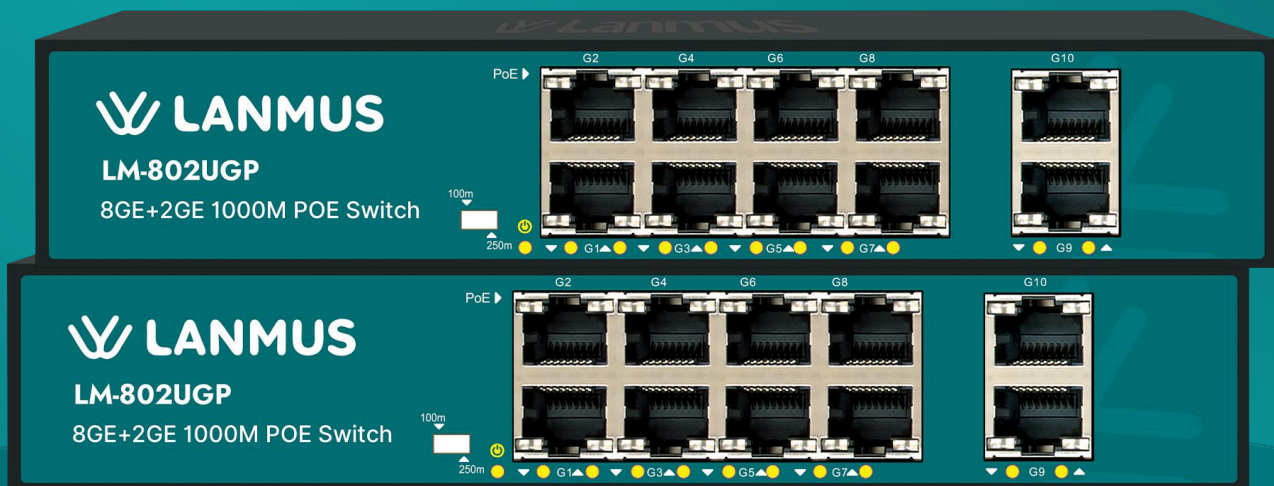 LANMUS
G2 G4 G6 G8 G10
PoE
LANMUS
LM-802UGP
8GE+2GE 1000M POE Switch
100m
250m
G1 G3 G5 G7 G9
G2 G4 G6 G8 G10
PoE
LANMUS
LM-802UGP
8GE+2GE 1000M POE Switch
100m
250m
G1 G3 G5 G7 G9